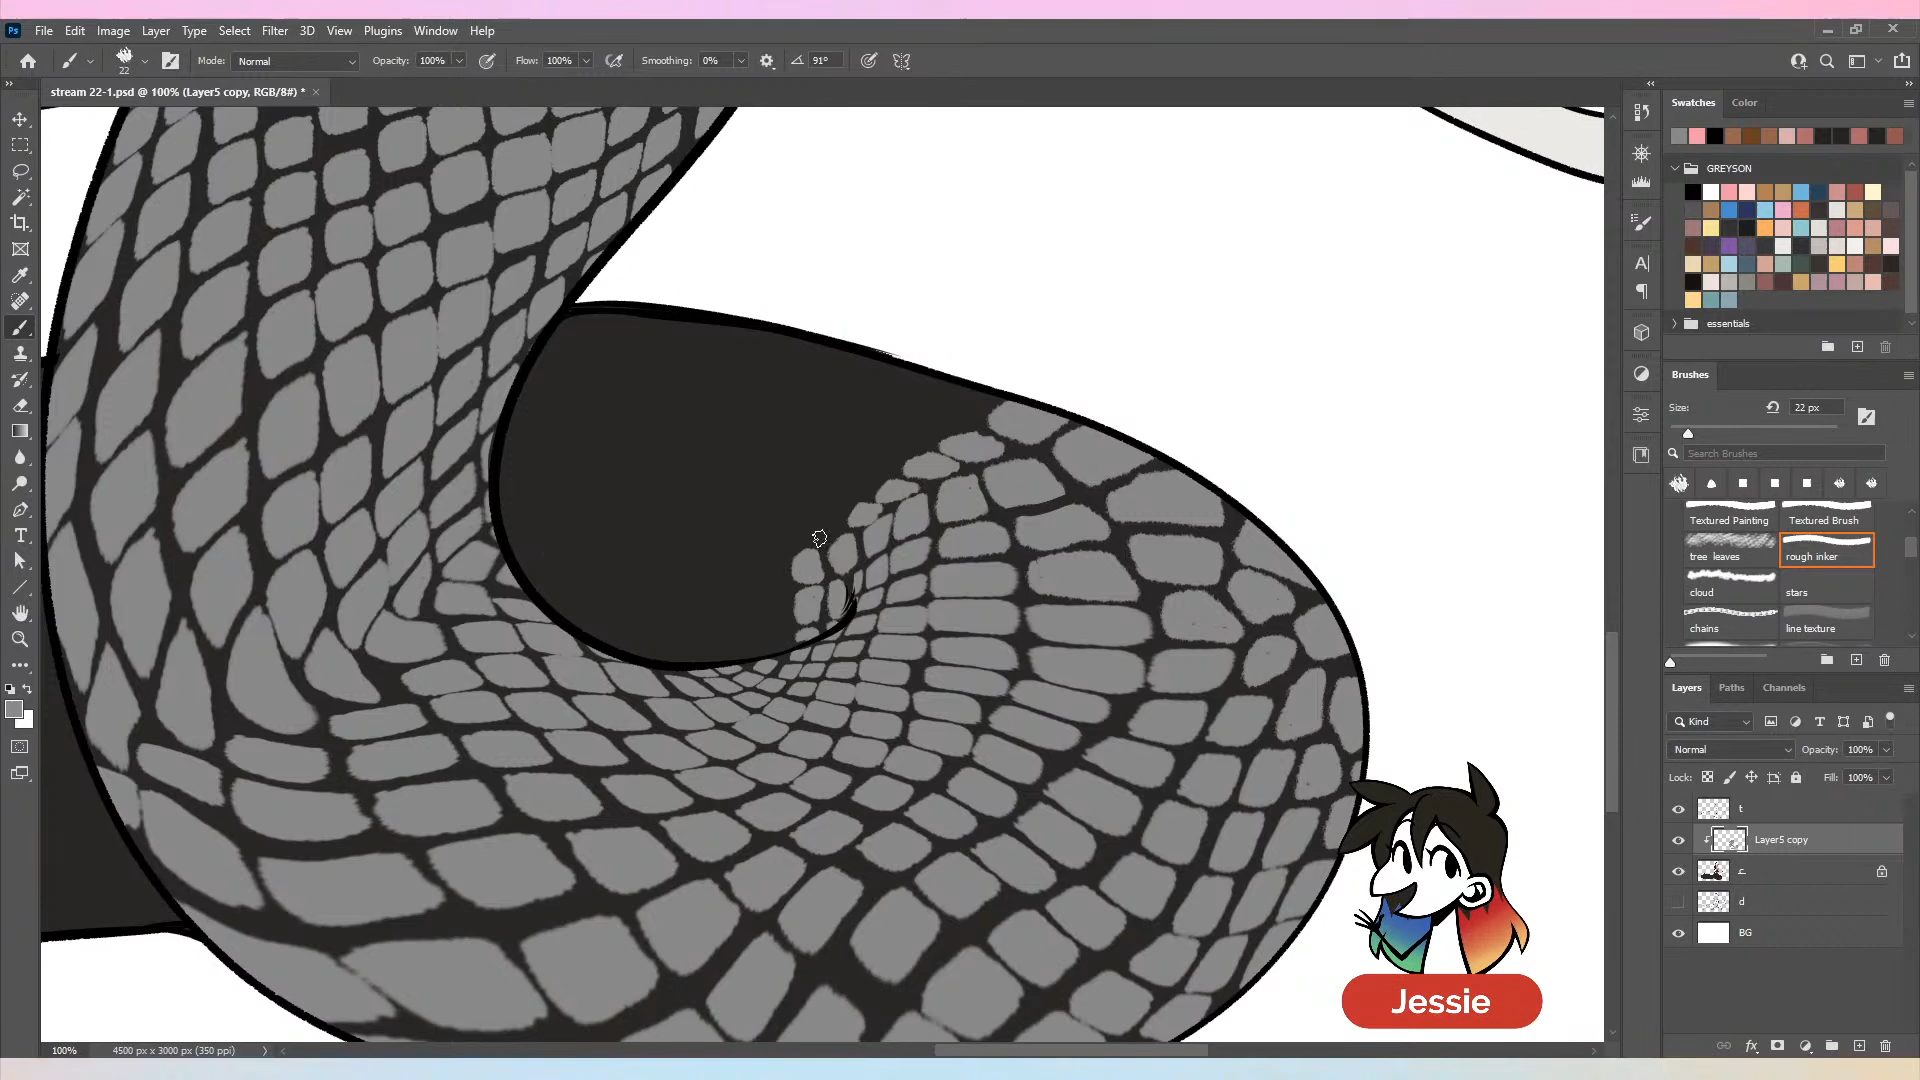 Ps File Edit Image Layer Type Select Filter 3D View Plugins Window Help
22 Mode: Normal Opacity: 100% Flow: 100% Smoothing: 0% 91°
stream 22-1.psd @ 100% (Layer5 copy, RGB/8#) * ×
Swatches Color
GREYSON
essentials
Brushes
Size: 22 px
Search Brushes
Textured Painting Textured Brush
tree leaves rough inker
cloud stars
chains line texture
Layers Paths Channels
Kind
Normal Opacity: 100%
Lock: Fill: 100%
t
Layer5 copy
c
d
BG
Jessie
100% 4500 px x 3000 px (350 ppi)